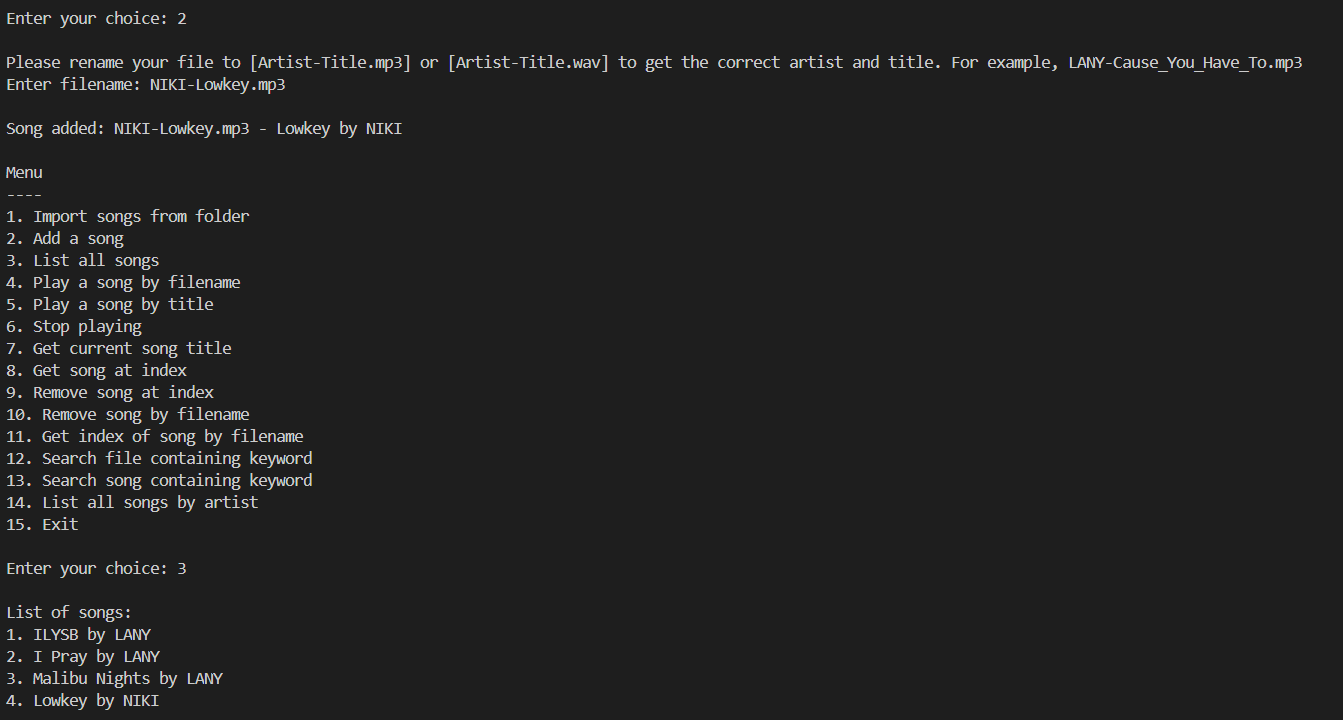 Enter your choice: 2
Please rename your file to [Artist-Title.mp3] or [Artist-Title.wav] to get the correct artist and title. For example, LANY-Cause_You_Have_To.mp3
Enter filename: NIKI-Lowkey.mp3
Song added: NIKI-Lowkey.mp3 - Lowkey by NIKI
Menu
----
1. Import songs from folder
2. Add a song
3. List all songs
4. Play a song by filename
5. Play a song by title
6. Stop playing
7. Get current song title
8. Get song at index
9. Remove song at index
10. Remove song by filename
11. Get index of song by filename
12. Search file containing keyword
13. Search song containing keyword
14. List all songs by artist
15. Exit
Enter your choice: 3
List of songs:
1. ILYSB by LANY
2. I Pray by LANY
3. Malibu Nights by LANY
4. Lowkey by NIKI